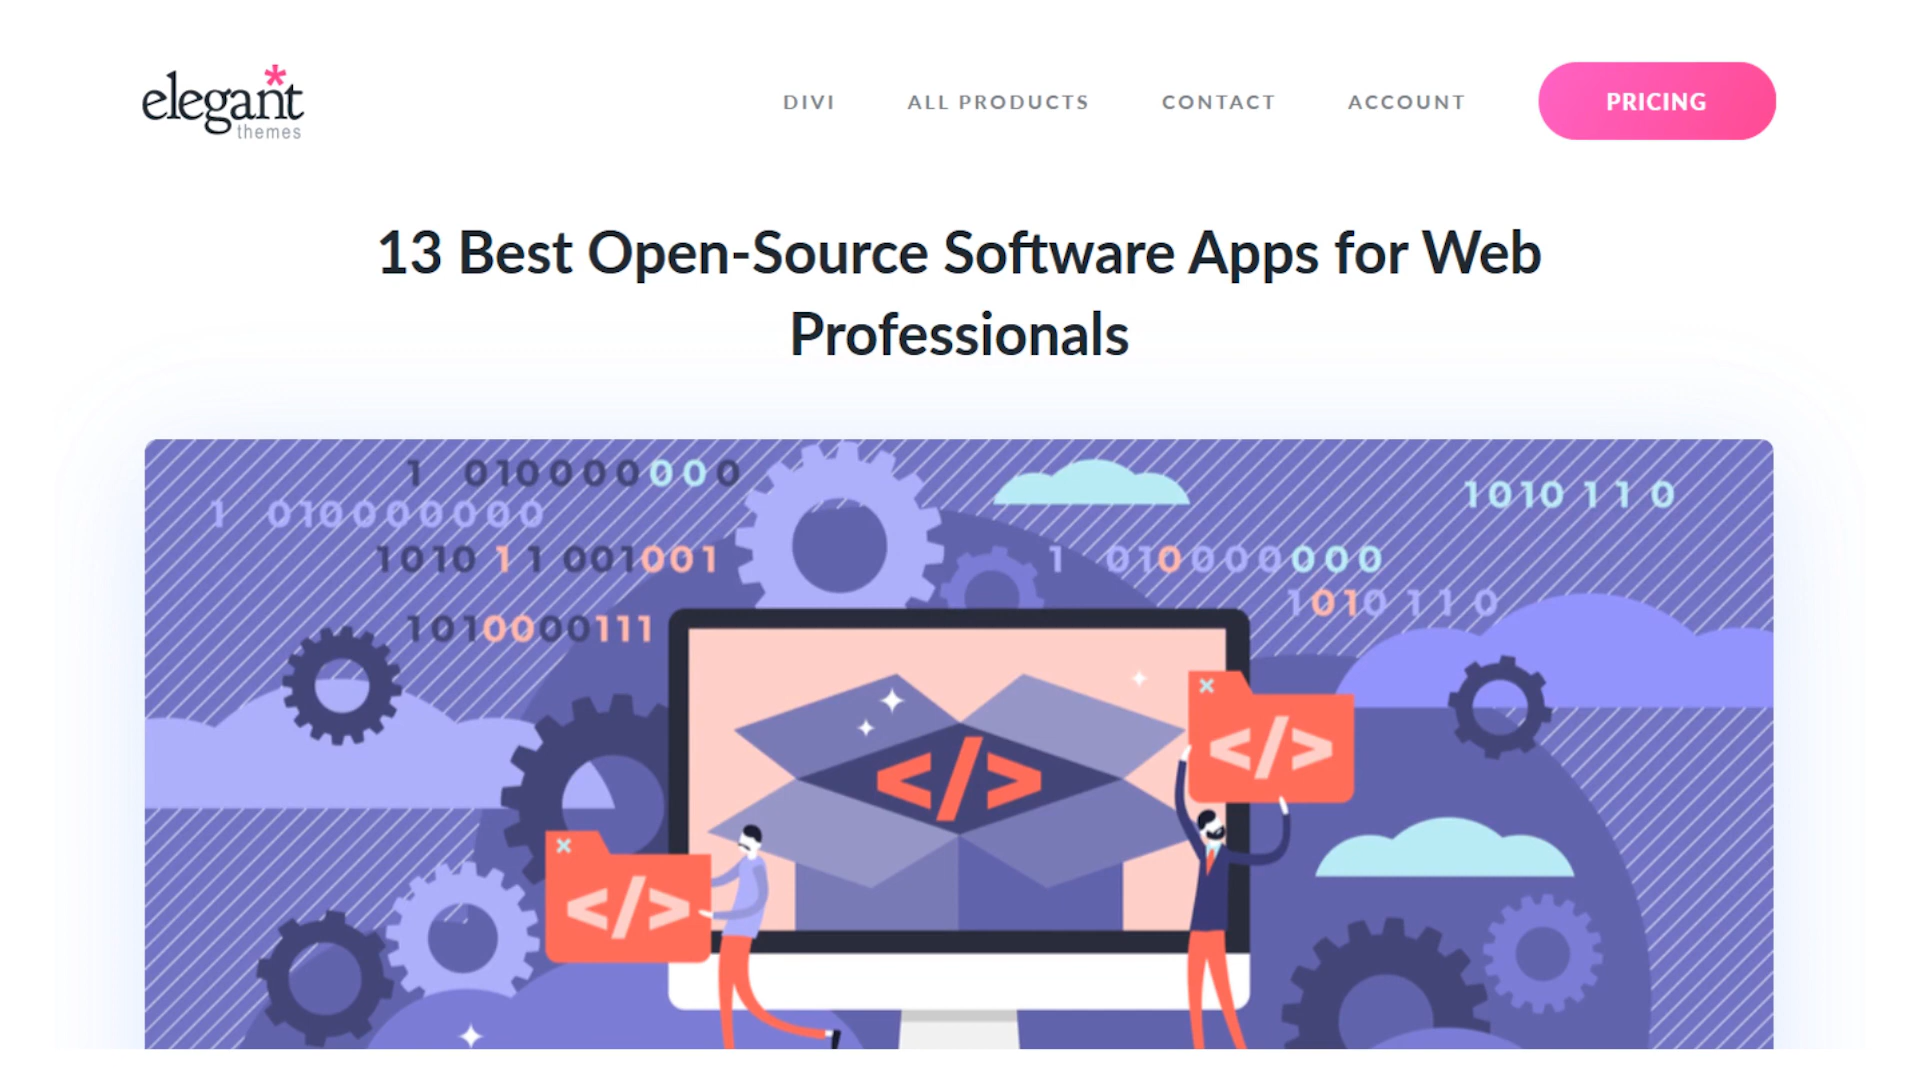 elegant*
themes
DIVI
ALL PRODUCTS
CONTACT
ACCOUNT
PRICING
13 Best Open-Source Software Apps for Web
Professionals
1 010000000
1 010000000
1010 1 1 001001
1010000111
1 010000000
1010 1 1 0
1010 1 1 0
</>
x </>
x </>